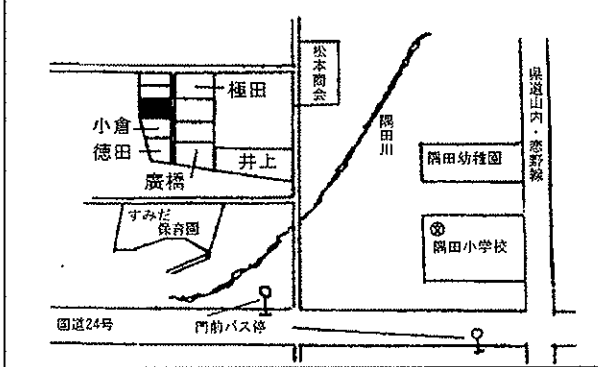 松本商会
県道山内・恋野線
極田
小倉
徳田
廣橋
井上
隅田川
隅田幼稚園
すみだ
保育園
文
隅田小学校
国道24号
門前バス停